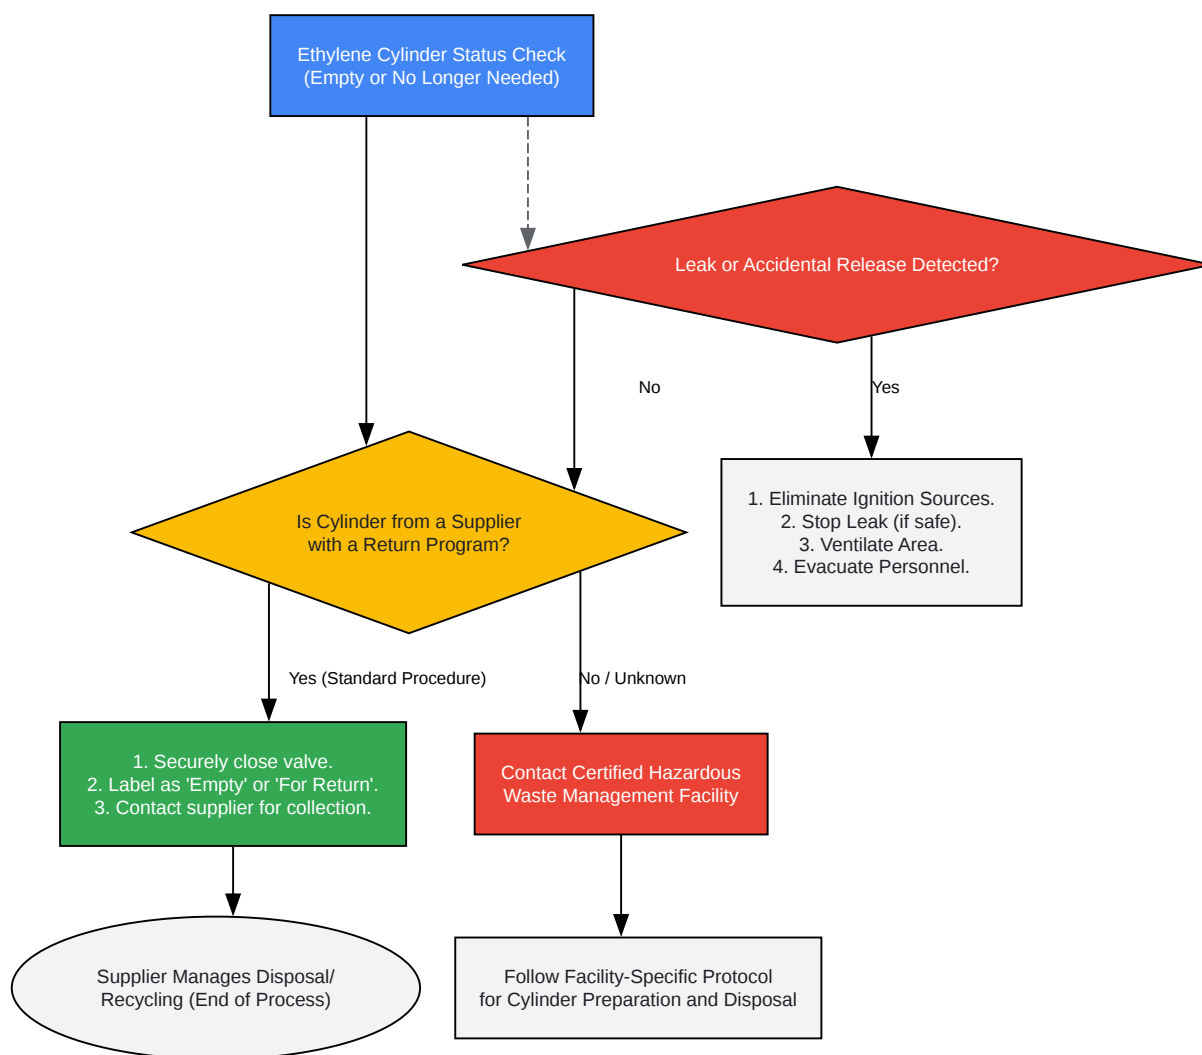 Ethylene Cylinder Status Check
(Empty or No Longer Needed)
Leak or Accidental Release Detected?
No
Yes
1. Eliminate Ignition Sources.
2. Stop Leak (if safe).
3. Ventilate Area.
4. Evacuate Personnel.
Is Cylinder from a Supplier
with a Return Program?
Yes (Standard Procedure)
No / Unknown
1. Securely close valve.
2. Label as 'Empty' or 'For Return'.
3. Contact supplier for collection.
Contact Certified Hazardous
Waste Management Facility
Supplier Manages Disposal/
Recycling (End of Process)
Follow Facility-Specific Protocol
for Cylinder Preparation and Disposal